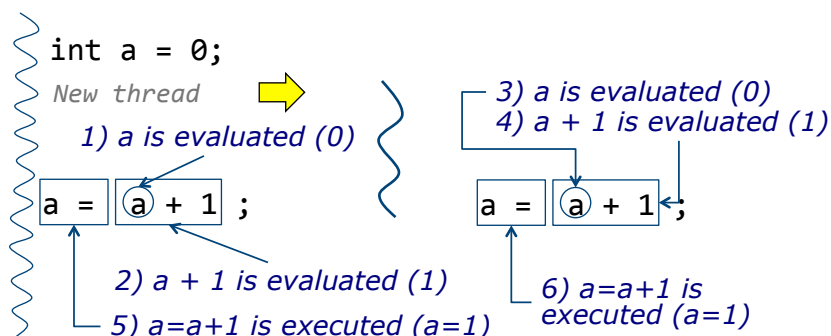 int a = 0;
New thread
1) a is evaluated (0)
a = a + 1 ;
2) a + 1 is evaluated (1)
5) a=a+1 is executed (a=1)
3) a is evaluated (0)
4) a + 1 is evaluated (1)
a = a + 1 ;
6) a=a+1 is
executed (a=1)